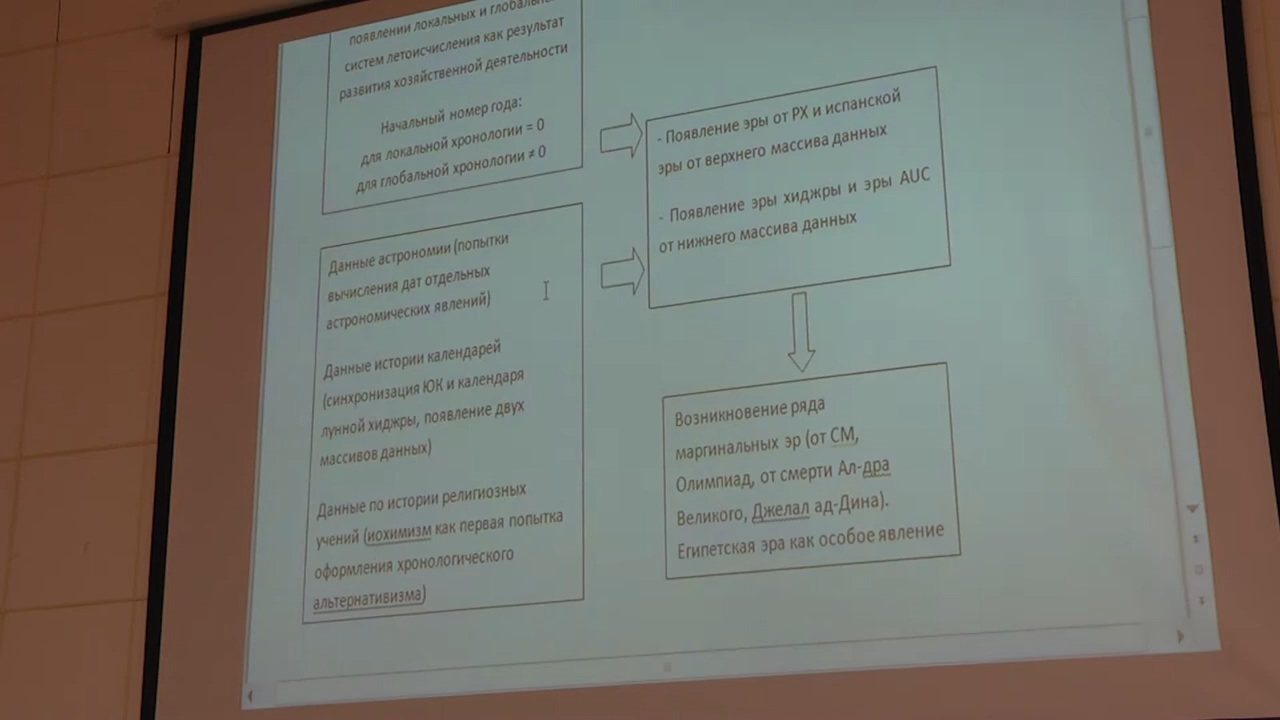 появлении локальных и глобальных
систем летоисчисления как результат
развития хозяйственной деятельности
Начальный номер года:
для локальной хронологии = 0
для глобальной хронологии ≠ 0
Данные астрономии (попытки
вычисления дат отдельных
астрономических явлений)
Данные истории календарей
(синхронизация ЮК и календаря
лунной хиджры, появление двух
массивов данных)
Данные по истории религиозных
учений (иохимизм как первая попытка
оформления хронологического
альтернативизма)
- Появление эры от РХ и испанской
эры от верхнего массива данных
- Появление эры хиджры и эры AUC
от нижнего массива данных
Возникновение ряда
маргинальных эр (от СМ,
Олимпиад, от смерти Ал-дра
Великого, Джелал ад-Дина).
Египетская эра как особое явление